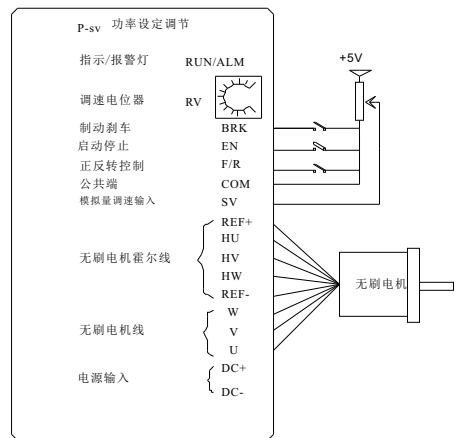 P-sv 功率设定调节
指示/报警灯 RUN/ALM
+5V
调速电位器 RV
制动刹车 BRK
启动停止 EN
正反转控制 F/R
公共端 COM
模拟量调速输入 SV
REF+
HU
无刷电机霍尔线 HV
HW
REF-
无刷电机
W
无刷电机线 V
U
电源输入 DC+
DC-